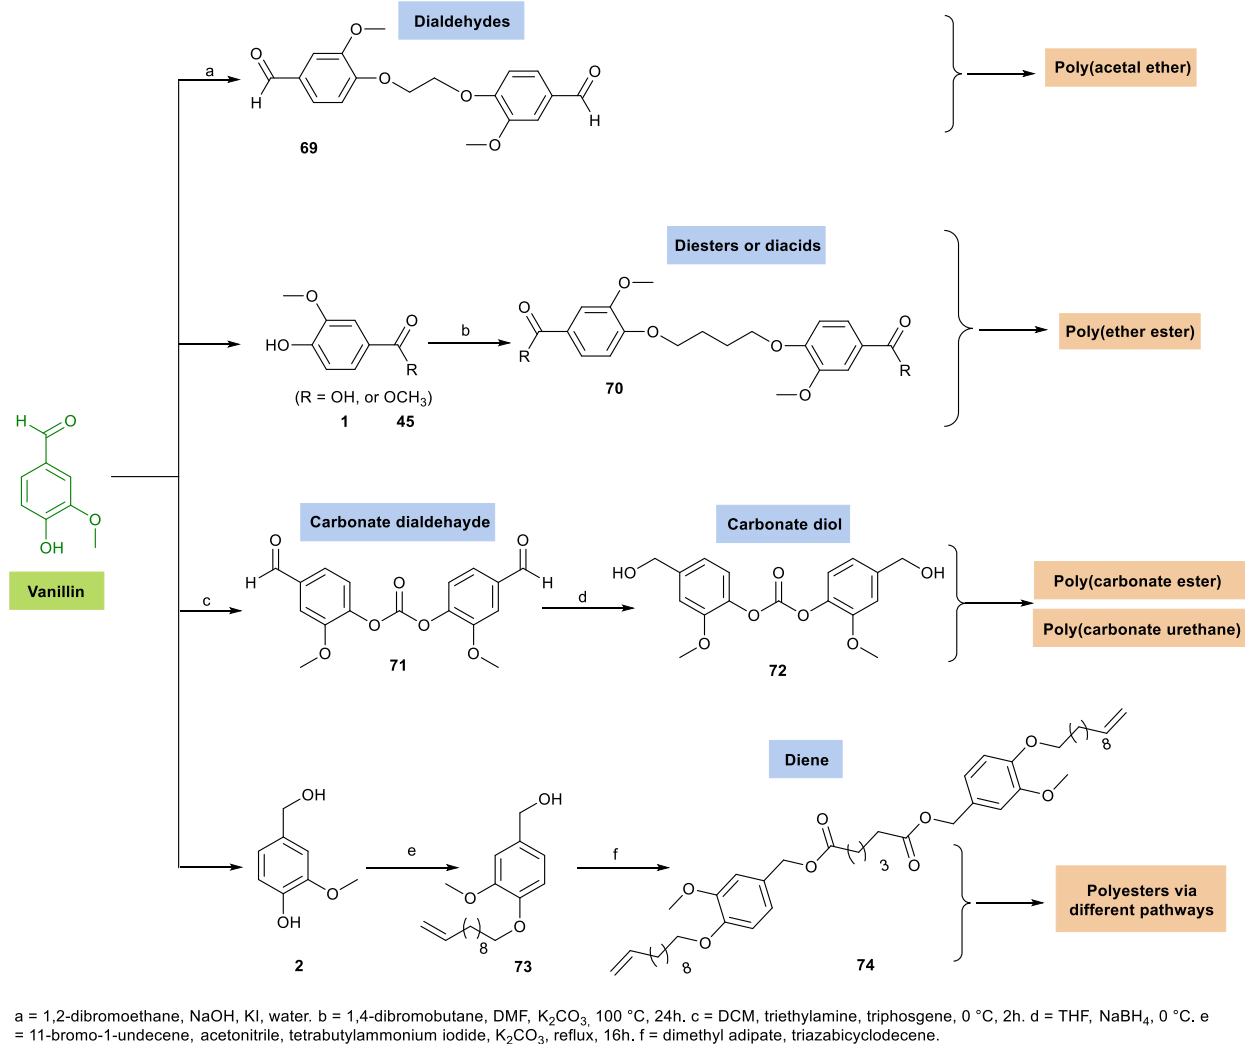 Dialdehydes
O
O
H
O
O
O
O
H
a
69
Poly(acetal ether)
Diesters or diacids
O
HO
O
R
b
(R = OH, or OCH3)
1 45
O
R
O
O
O
O
O
R
70
Poly(ether ester)
H
O
O
OH
Vanillin
Carbonate dialdehayde
O
H
O
H
O
O
O
O
O
c
71
d
Carbonate diol
HO
OH
O
O
O
O
O
72
Poly(carbonate ester)
Poly(carbonate urethane)
OH
O
OH
2
e
OH
O
O
( )8
73
f
Diene
( )8
O
O
O
O
( )3
O
O
O
O
( )8
74
Polyesters via
different pathways
a = 1,2-dibromoethane, NaOH, KI, water. b = 1,4-dibromobutane, DMF, K2CO3, 100 °C, 24h. c = DCM, triethylamine, triphosgene, 0 °C, 2h. d = THF, NaBH4, 0 °C. e
= 11-bromo-1-undecene, acetonitrile, tetrabutylammonium iodide, K2CO3, reflux, 16h. f = dimethyl adipate, triazabicyclodecene.